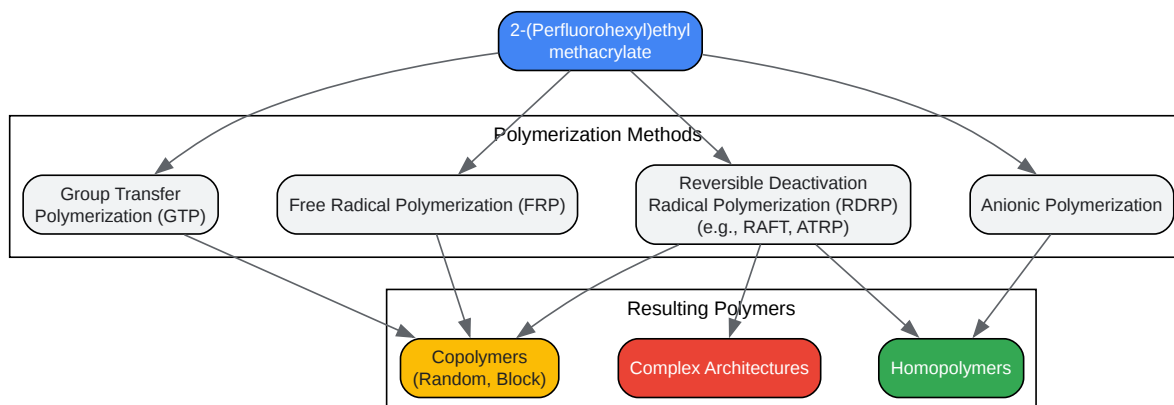 2-(Perfluorohexyl)ethyl
methacrylate
Polymerization Methods
Group Transfer
Polymerization (GTP)
Free Radical Polymerization (FRP)
Reversible Deactivation
Radical Polymerization (RDRP)
(e.g., RAFT, ATRP)
Anionic Polymerization
Resulting Polymers
Copolymers
(Random, Block)
Complex Architectures
Homopolymers